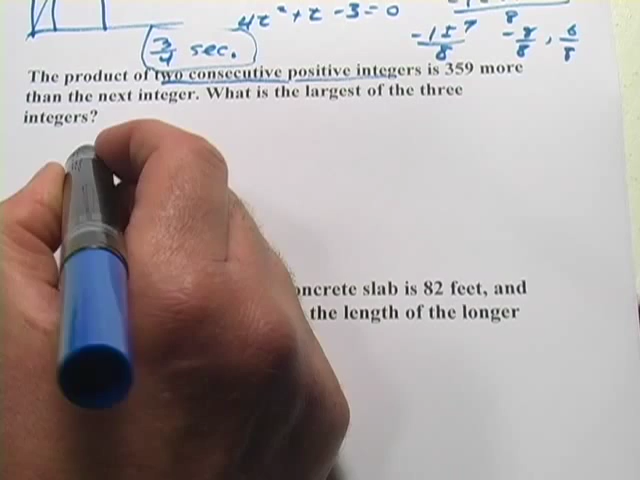 4t² + t - 3 = 0
8
3/4 sec.
-1 ± 7 / 8
-8/8, 6/8
The product of two consecutive positive integers is 359 more
than the next integer. What is the largest of the three
integers?
oncrete slab is 82 feet, and
the length of the longer